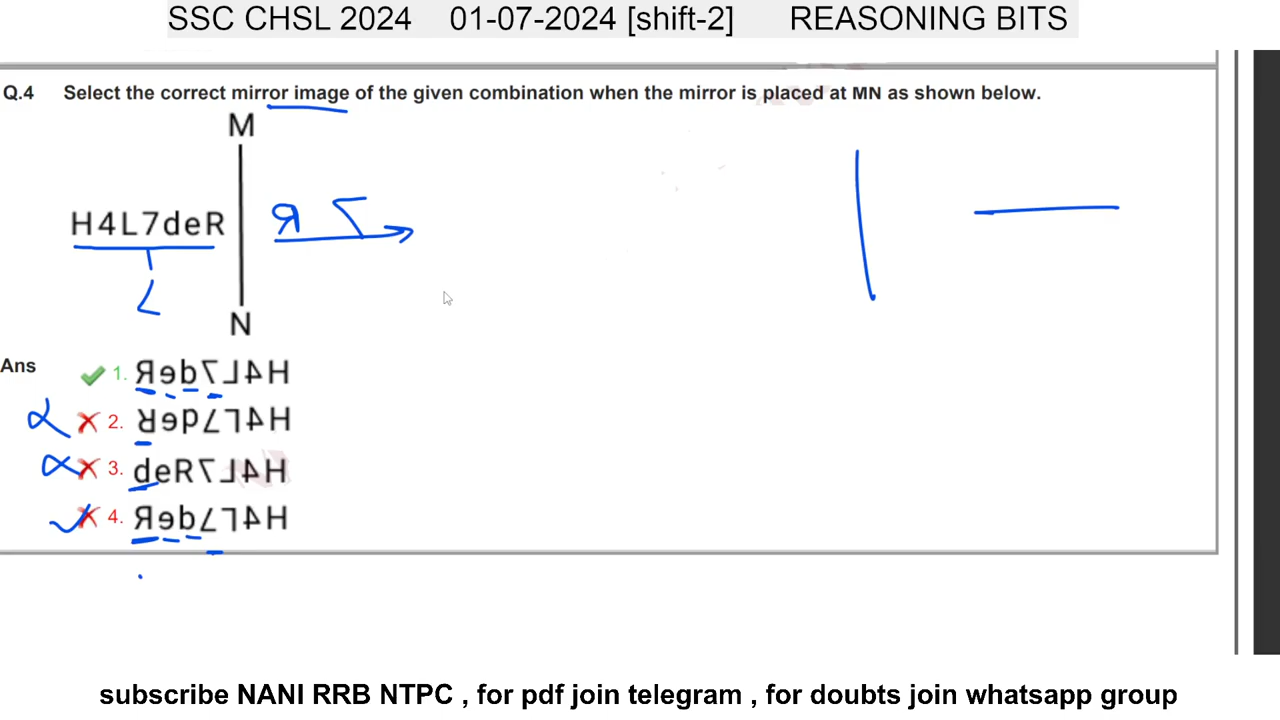 SSC CHSL 2024 01-07-2024 [shift-2] REASONING BITS
Q.4 Select the correct mirror image of the given combination when the mirror is placed at MN as shown below.
M
H4L7deR
N
Ans
1. Red7L4H
2.
3. deR7L4H
4.
subscribe NANI RRB NTPC , for pdf join telegram , for doubts join whatsapp group